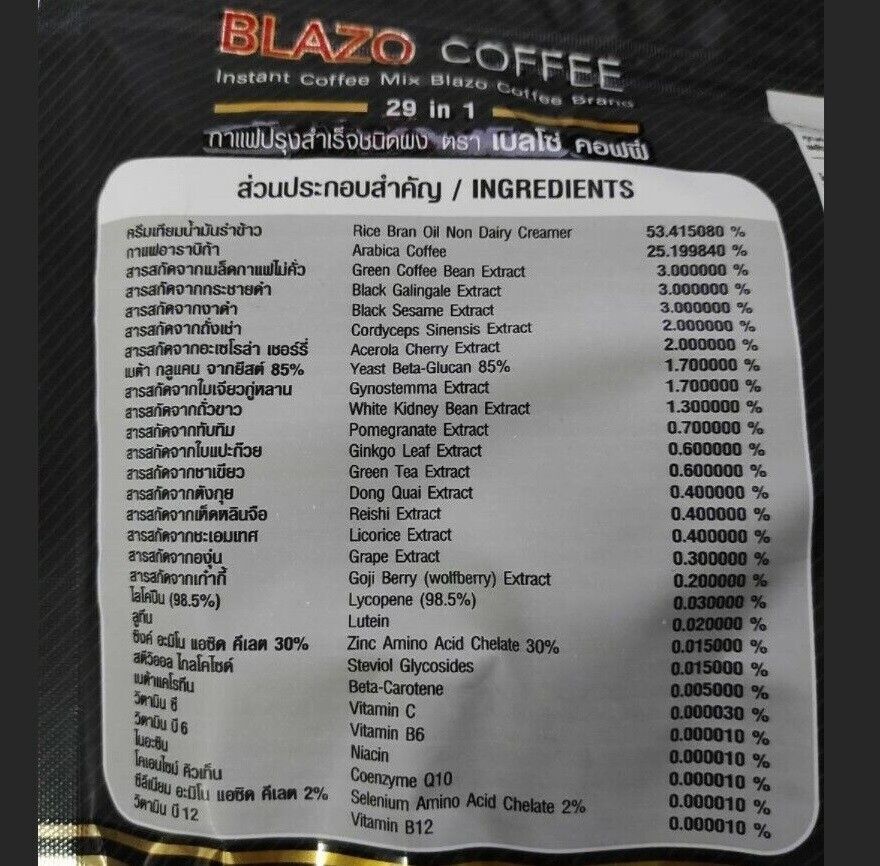 BLAZO COFFEE
Instant Coffee Mix Blazo Coffee Brand
29 in 1
กาแฟปรุงสำเร็จชนิดผง ตรา เบลโซ่ คอฟฟี่
ส่วนประกอบสำคัญ / INGREDIENTS
ครีมเทียมน้ำมันรำข้าว Rice Bran Oil Non Dairy Creamer 53.415080 %
กาแฟอาราบิก้า Arabica Coffee 25.199840 %
สารสกัดจากเมล็ดกาแฟไม่คั่ว Green Coffee Bean Extract 3.000000 %
สารสกัดจากกระชายดำ Black Galingale Extract 3.000000 %
สารสกัดจากงาดำ Black Sesame Extract 3.000000 %
สารสกัดจากถั่งเช่า Cordyceps Sinensis Extract 2.000000 %
สารสกัดจากอะเซโรล่า เชอร์รี่ Acerola Cherry Extract 2.000000 %
เบต้า กลูแคน จากยีสต์ 85% Yeast Beta-Glucan 85% 1.700000 %
สารสกัดจากใบเจียวกู่หลาน Gynostemma Extract 1.700000 %
สารสกัดจากถั่วขาว White Kidney Bean Extract 1.300000 %
สารสกัดจากทับทิม Pomegranate Extract 0.700000 %
สารสกัดจากใบแปะก๊วย Ginkgo Leaf Extract 0.600000 %
สารสกัดจากชาเขียว Green Tea Extract 0.600000 %
สารสกัดจากตังกุย Dong Quai Extract 0.400000 %
สารสกัดจากเห็ดหลินจือ Reishi Extract 0.400000 %
สารสกัดจากชะเอมเทศ Licorice Extract 0.400000 %
สารสกัดจากองุ่น Grape Extract 0.300000 %
สารสกัดจากเก๋ากี้ Goji Berry (wolfberry) Extract 0.200000 %
ไลโคปีน (98.5%) Lycopene (98.5%) 0.030000 %
ลูทีน Lutein 0.020000 %
ซิงค์ อะมิโน แอซิด คีเลต 30% Zinc Amino Acid Chelate 30% 0.015000 %
สตีวิออล ไกลโคไซด์ Steviol Glycosides 0.015000 %
เบต้าแคโรทีน Beta-Carotene 0.005000 %
วิตามิน ซี Vitamin C 0.000030 %
วิตามิน บี 6 Vitamin B6 0.000010 %
ไนอะซิน Niacin 0.000010 %
โคเอนไซม์ คิวเท็น Coenzyme Q10 0.000010 %
ซีลีเนียม อะมิโน แอซิด คีเลต 2% Selenium Amino Acid Chelate 2% 0.000010 %
วิตามิน บี 12 Vitamin B12 0.000010 %